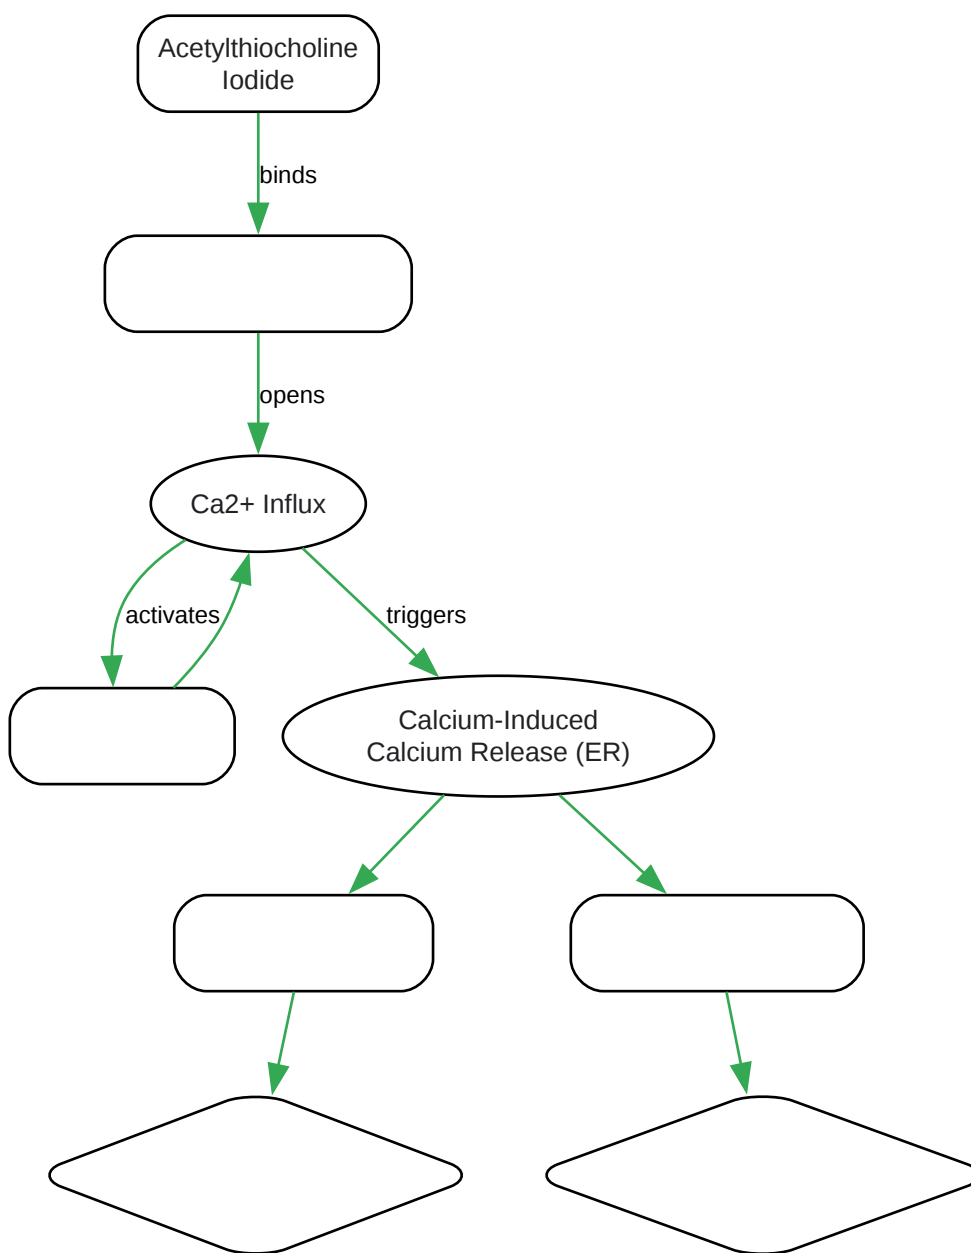 Acetylthiocholine
Iodide
binds
opens
Ca2+ Influx
activates
triggers
Calcium-Induced
Calcium Release (ER)